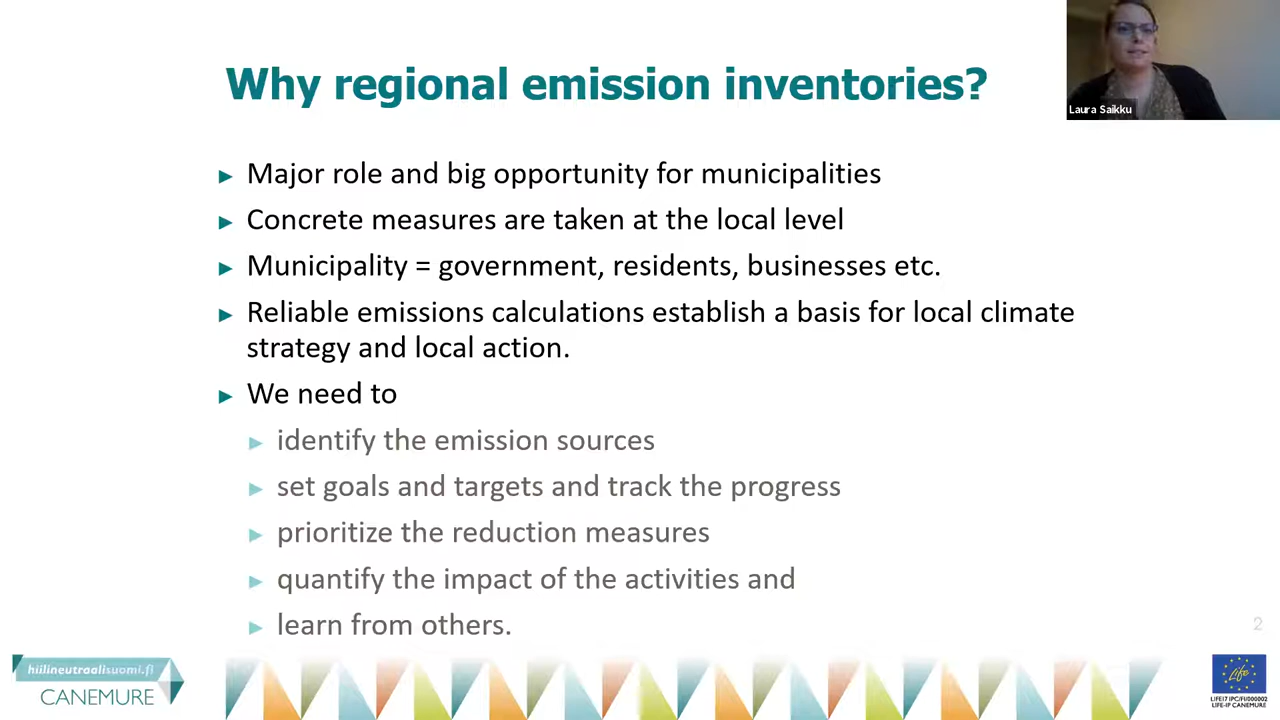 Why regional emission inventories?
Laura Saikku
► Major role and big opportunity for municipalities
► Concrete measures are taken at the local level
► Municipality = government, residents, businesses etc.
► Reliable emissions calculations establish a basis for local climate
strategy and local action.
► We need to
► identify the emission sources
► set goals and targets and track the progress
► prioritize the reduction measures
► quantify the impact of the activities and
► learn from others.
2
hiilineutraalisuomi.fi
CANEMURE
Life
LIFE17 IPC/FI/000002
LIFE-IP CANEMURE